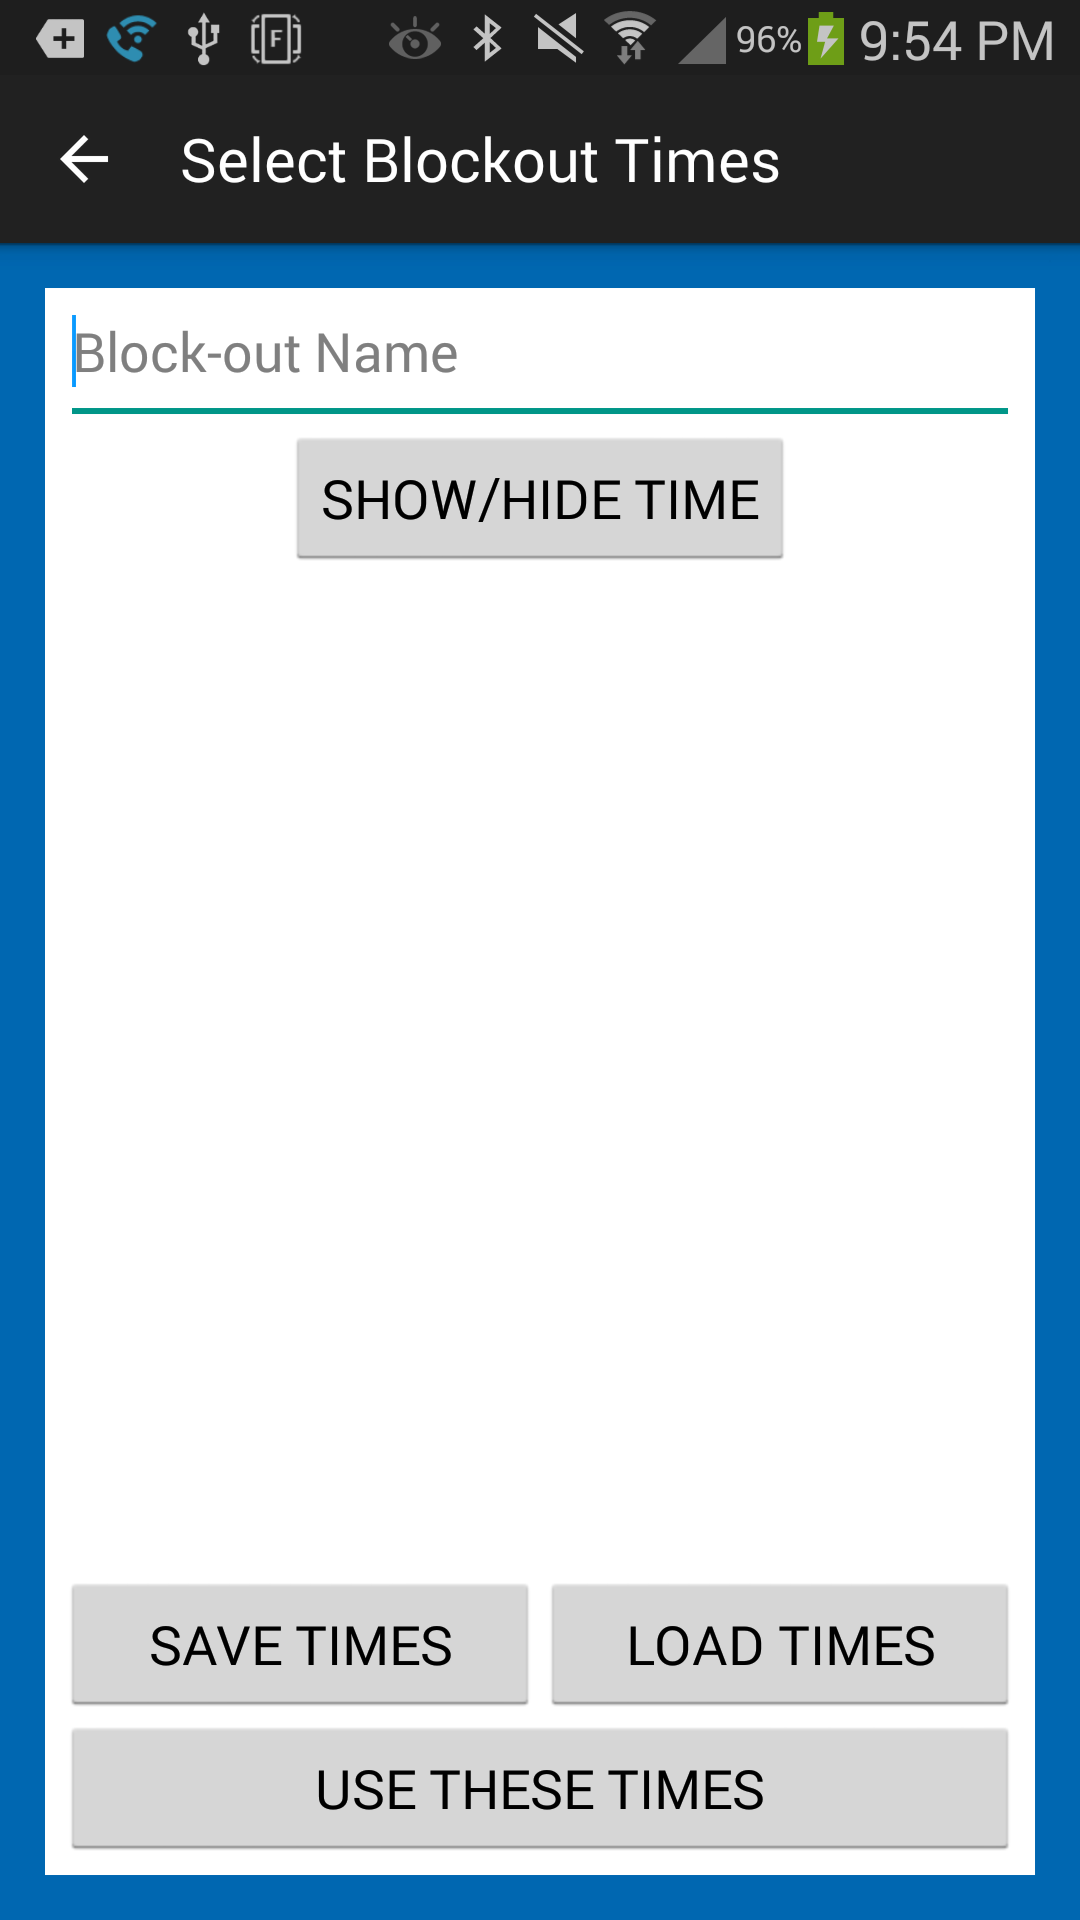 96% 9:54 PM
Select Blockout Times
Block-out Name
SHOW/HIDE TIME
SAVE TIMES LOAD TIMES
USE THESE TIMES